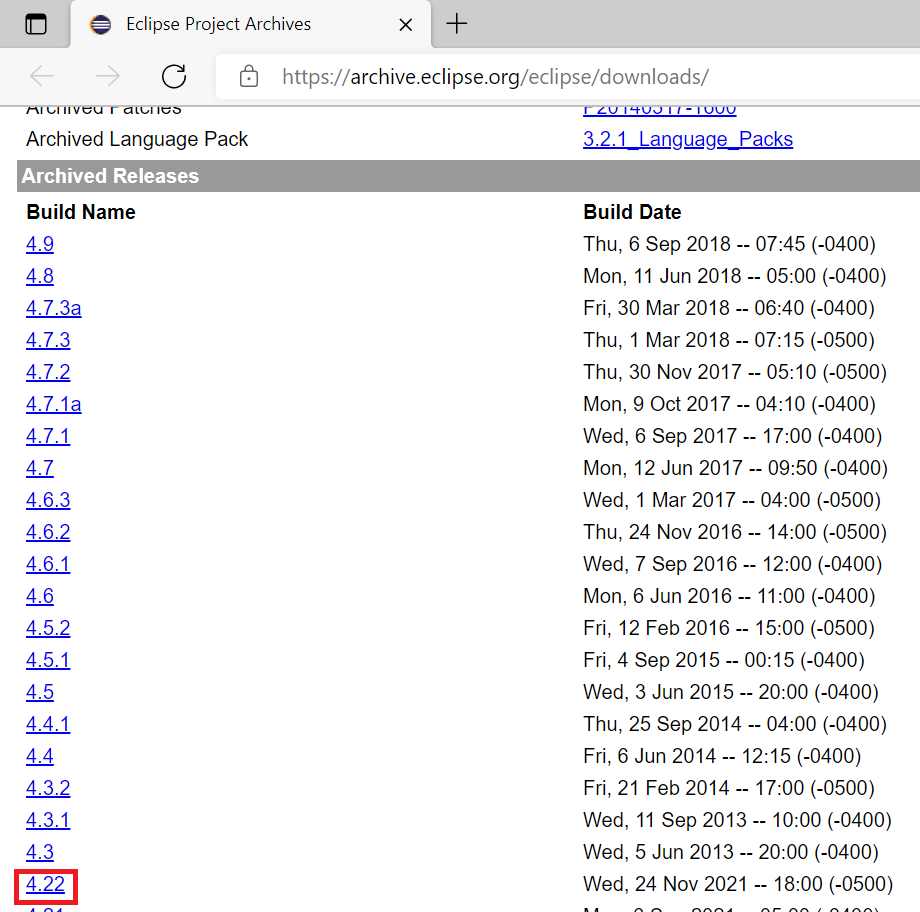 Eclipse Project Archives
https://archive.eclipse.org/eclipse/downloads/
Archived Patches P20140317-1600
Archived Language Pack 3.2.1_Language_Packs
Archived Releases
Build Name Build Date
4.9 Thu, 6 Sep 2018 -- 07:45 (-0400)
4.8 Mon, 11 Jun 2018 -- 05:00 (-0400)
4.7.3a Fri, 30 Mar 2018 -- 06:40 (-0400)
4.7.3 Thu, 1 Mar 2018 -- 07:15 (-0500)
4.7.2 Thu, 30 Nov 2017 -- 05:10 (-0500)
4.7.1a Mon, 9 Oct 2017 -- 04:10 (-0400)
4.7.1 Wed, 6 Sep 2017 -- 17:00 (-0400)
4.7 Mon, 12 Jun 2017 -- 09:50 (-0400)
4.6.3 Wed, 1 Mar 2017 -- 04:00 (-0500)
4.6.2 Thu, 24 Nov 2016 -- 14:00 (-0500)
4.6.1 Wed, 7 Sep 2016 -- 12:00 (-0400)
4.6 Mon, 6 Jun 2016 -- 11:00 (-0400)
4.5.2 Fri, 12 Feb 2016 -- 15:00 (-0500)
4.5.1 Fri, 4 Sep 2015 -- 00:15 (-0400)
4.5 Wed, 3 Jun 2015 -- 20:00 (-0400)
4.4.1 Thu, 25 Sep 2014 -- 04:00 (-0400)
4.4 Fri, 6 Jun 2014 -- 12:15 (-0400)
4.3.2 Fri, 21 Feb 2014 -- 17:00 (-0500)
4.3.1 Wed, 11 Sep 2013 -- 10:00 (-0400)
4.3 Wed, 5 Jun 2013 -- 20:00 (-0400)
4.22 Wed, 24 Nov 2021 -- 18:00 (-0500)